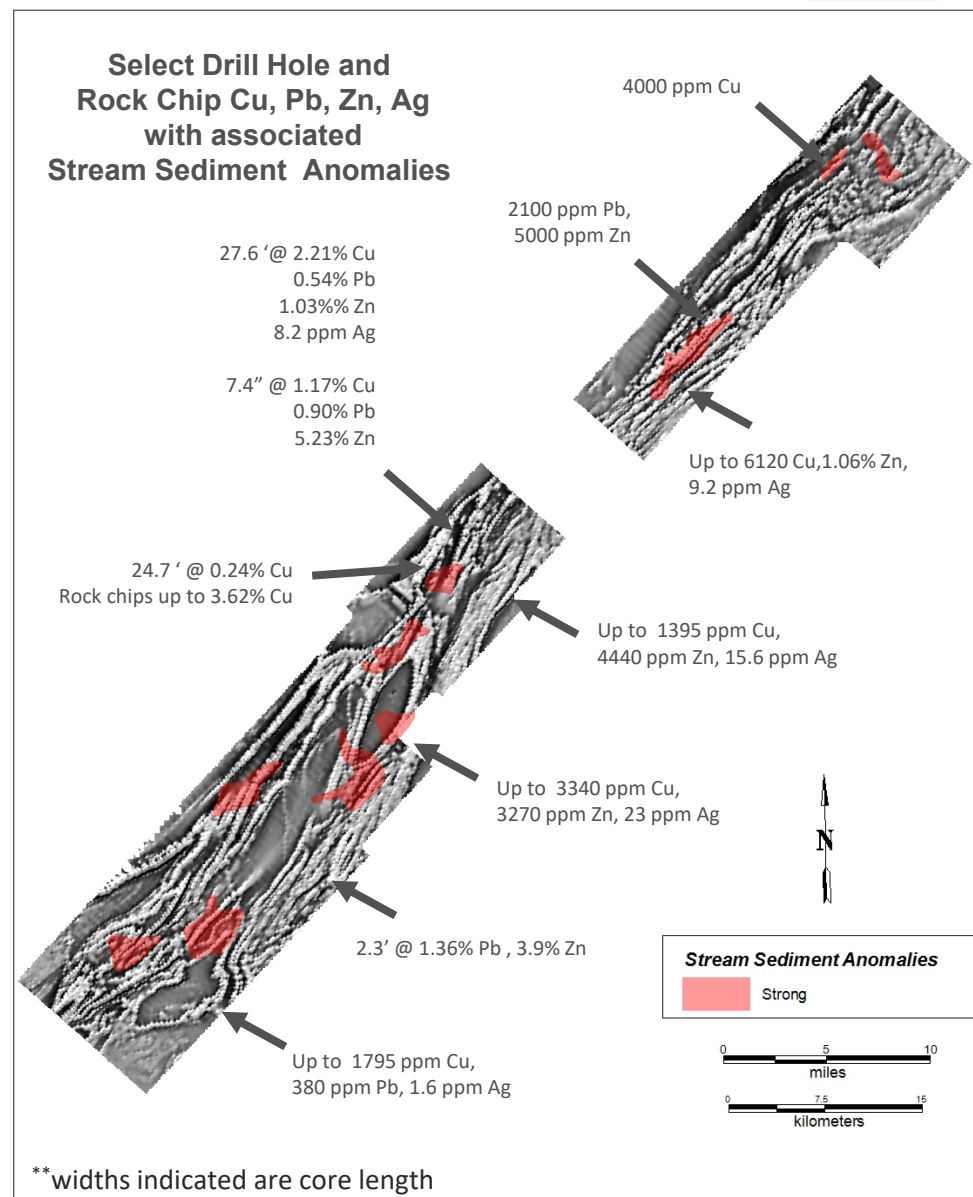 Select Drill Hole and
Rock Chip Cu, Pb, Zn, Ag
with associated
Stream Sediment  Anomalies
4000 ppm Cu
2100 ppm Pb,
5000 ppm Zn
27.6 ‘@ 2.21% Cu
0.54% Pb
1.03%% Zn
8.2 ppm Ag
7.4” @ 1.17% Cu
0.90% Pb
5.23% Zn
Up to 6120 Cu,1.06% Zn,
9.2 ppm Ag
24.7 ‘ @ 0.24% Cu
Rock chips up to 3.62% Cu
Up to  1395 ppm Cu,
4440 ppm Zn, 15.6 ppm Ag
Up to  3340 ppm Cu,
3270 ppm Zn, 23 ppm Ag
N
2.3’ @ 1.36% Pb , 3.9% Zn
Stream Sediment Anomalies
Strong
0 5 10
miles
0 7.5 15
kilometers
Up to  1795 ppm Cu,
380 ppm Pb, 1.6 ppm Ag
**widths indicated are core length